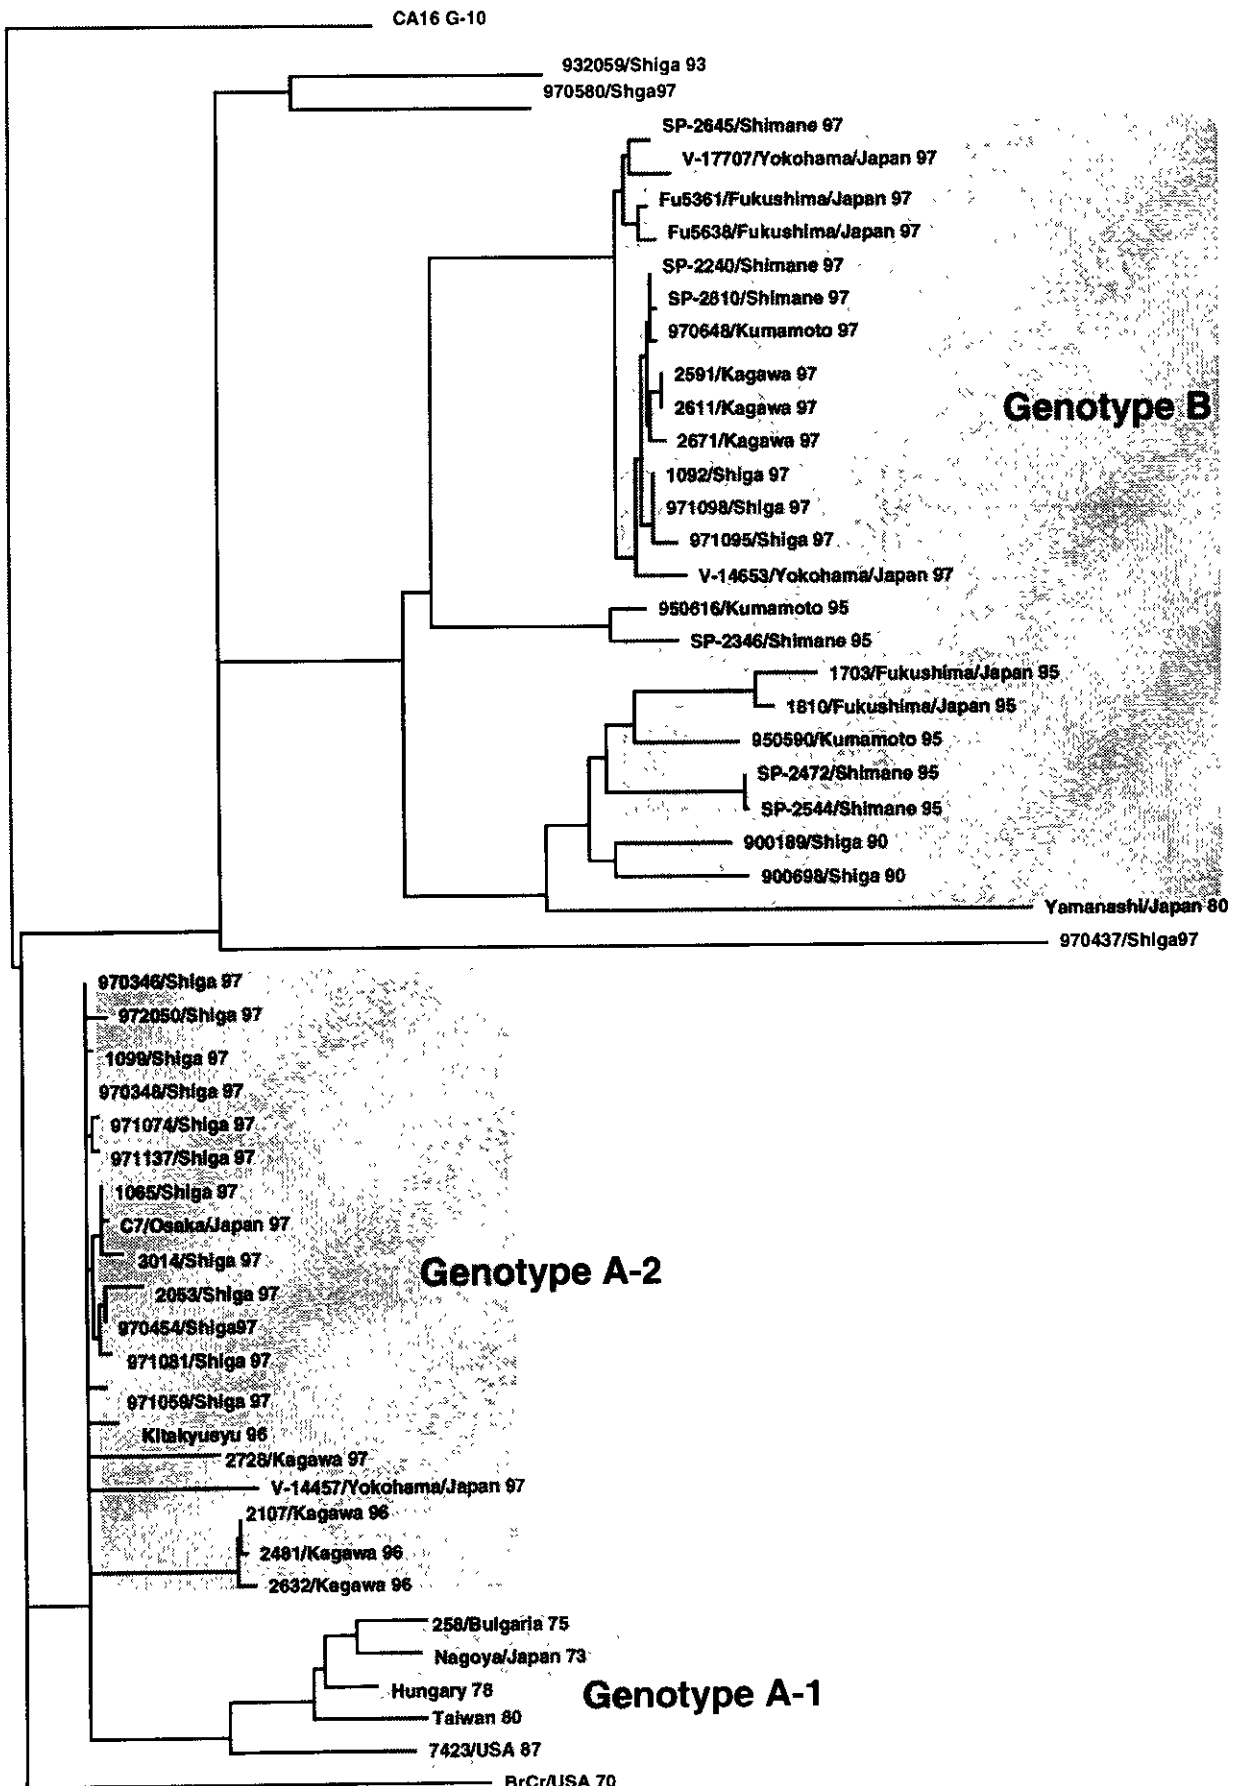 CA16 G-10
932059/Shiga 93
970580/Shga97
SP-2645/Shimane 97
V-17707/Yokohama/Japan 97
Fu5361/Fukushima/Japan 97
Fu5638/Fukushima/Japan 97
SP-2240/Shimane 97
SP-2810/Shimane 97
970648/Kumamoto 97
2591/Kagawa 97
Genotype B
2611/Kagawa 97
2671/Kagawa 97
1092/Shiga 97
971098/Shiga 97
971095/Shiga 97
V-14653/Yokohama/Japan 97
950616/Kumamoto 95
SP-2346/Shimane 95
1703/Fukushima/Japan 95
1810/Fukushima/Japan 95
950590/Kumamoto 95
SP-2472/Shimane 95
SP-2544/Shimane 95
900189/Shiga 90
900698/Shiga 90
Yamanashi/Japan 80
970437/Shiga97
970346/Shiga 97
972050/Shiga 97
1099/Shiga 97
970348/Shiga 97
971074/Shiga 97
971137/Shiga 97
1065/Shiga 97
C7/Osaka/Japan 97
3014/Shiga 97
Genotype A-2
2053/Shiga 97
970454/Shiga97
971081/Shiga 97
971059/Shiga 97
Kitakyusyu 96
2728/Kagawa 97
V-14457/Yokohama/Japan 97
2107/Kagawa 96
2481/Kagawa 96
2632/Kagawa 96
258/Bulgaria 75
Nagoya/Japan 73
Hungary 78
Genotype A-1
Taiwan 80
7423/USA 87
BrCr/USA 70